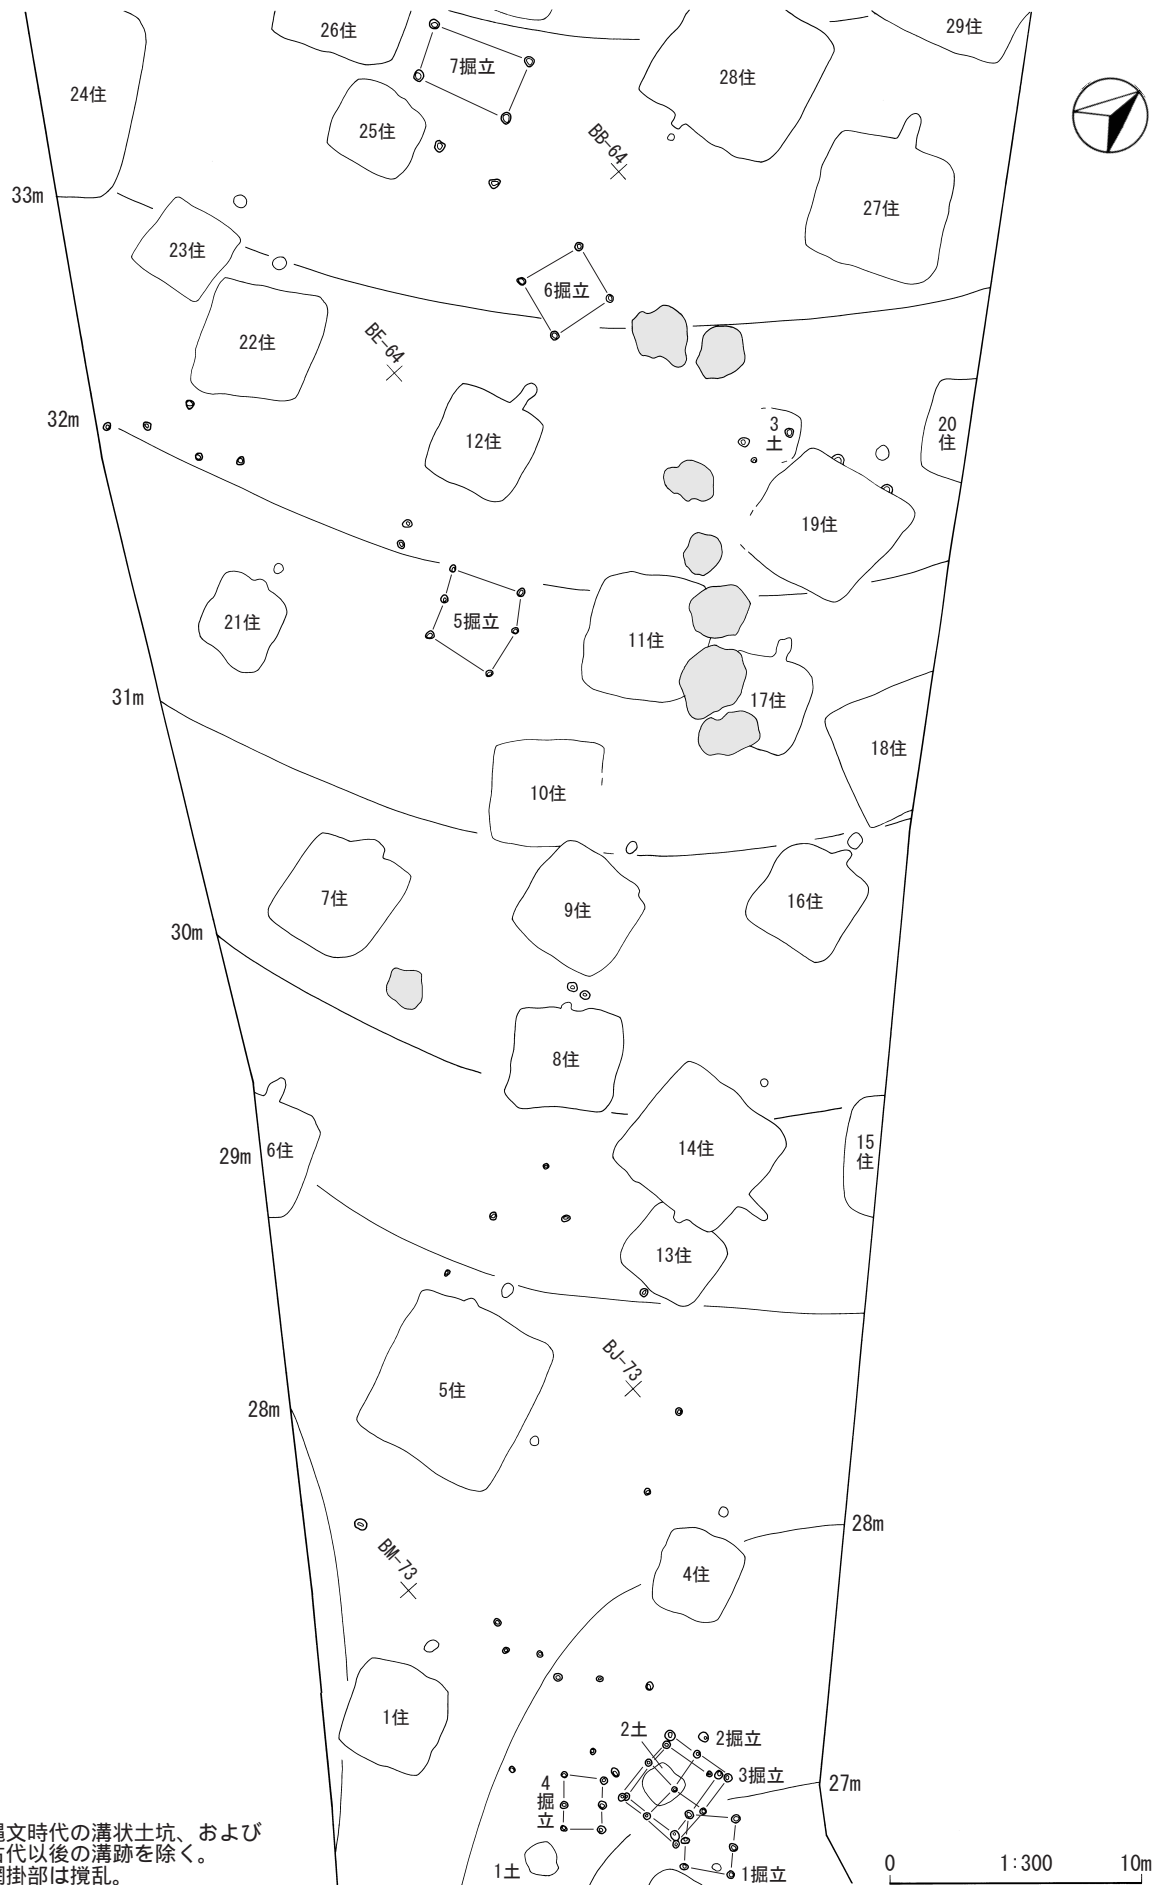 26住
7掘立
29住
24住
28住
25住
BB-64
33m
27住
23住
6掘立
22住
BE-64
32m
12住
3
土
20
住
19住
21住
5掘立
11住
31m
17住
18住
10住
7住
9住
16住
30m
8住
29m
6住
14住
15
住
13住
BJ-73
5住
28m
28m
BM-73
4住
1住
2土
2掘立
3掘立
27m
4
掘
立
1土
1掘立
縄文時代の溝状土坑、および
古代以後の溝跡を除く。
網掛部は撹乱。
0 1:300 10m